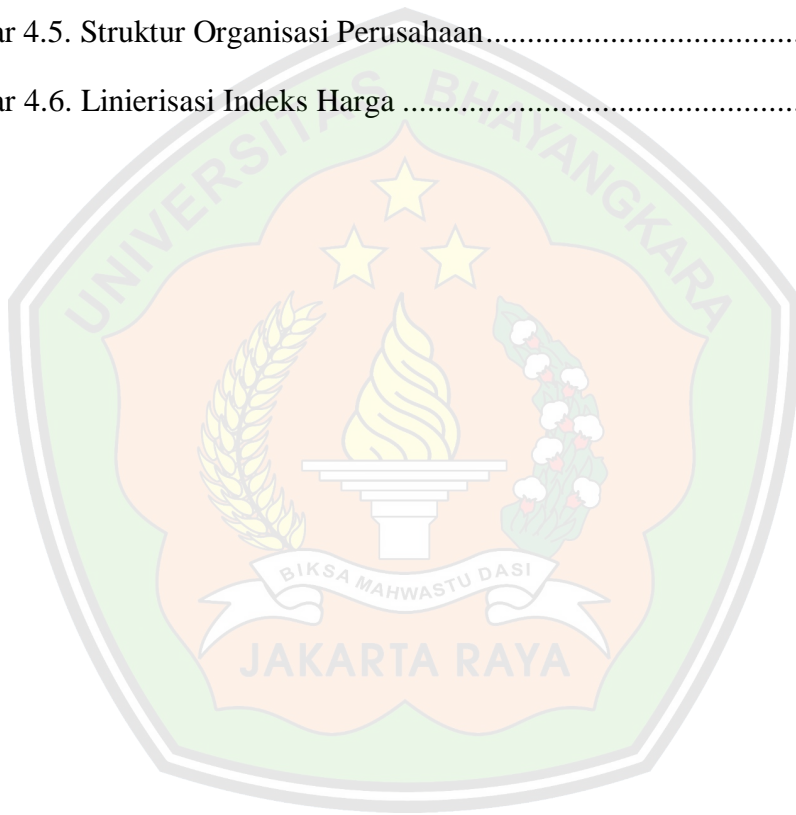 ar 4.5. Struktur Organisasi Perusahaan....................................
ar 4.6. Linierisasi Indeks Harga ..............................................
UNIVERSITAS BHAYANGKARA
BIKSA MAHWASTU DASI
JAKARTA RAYA